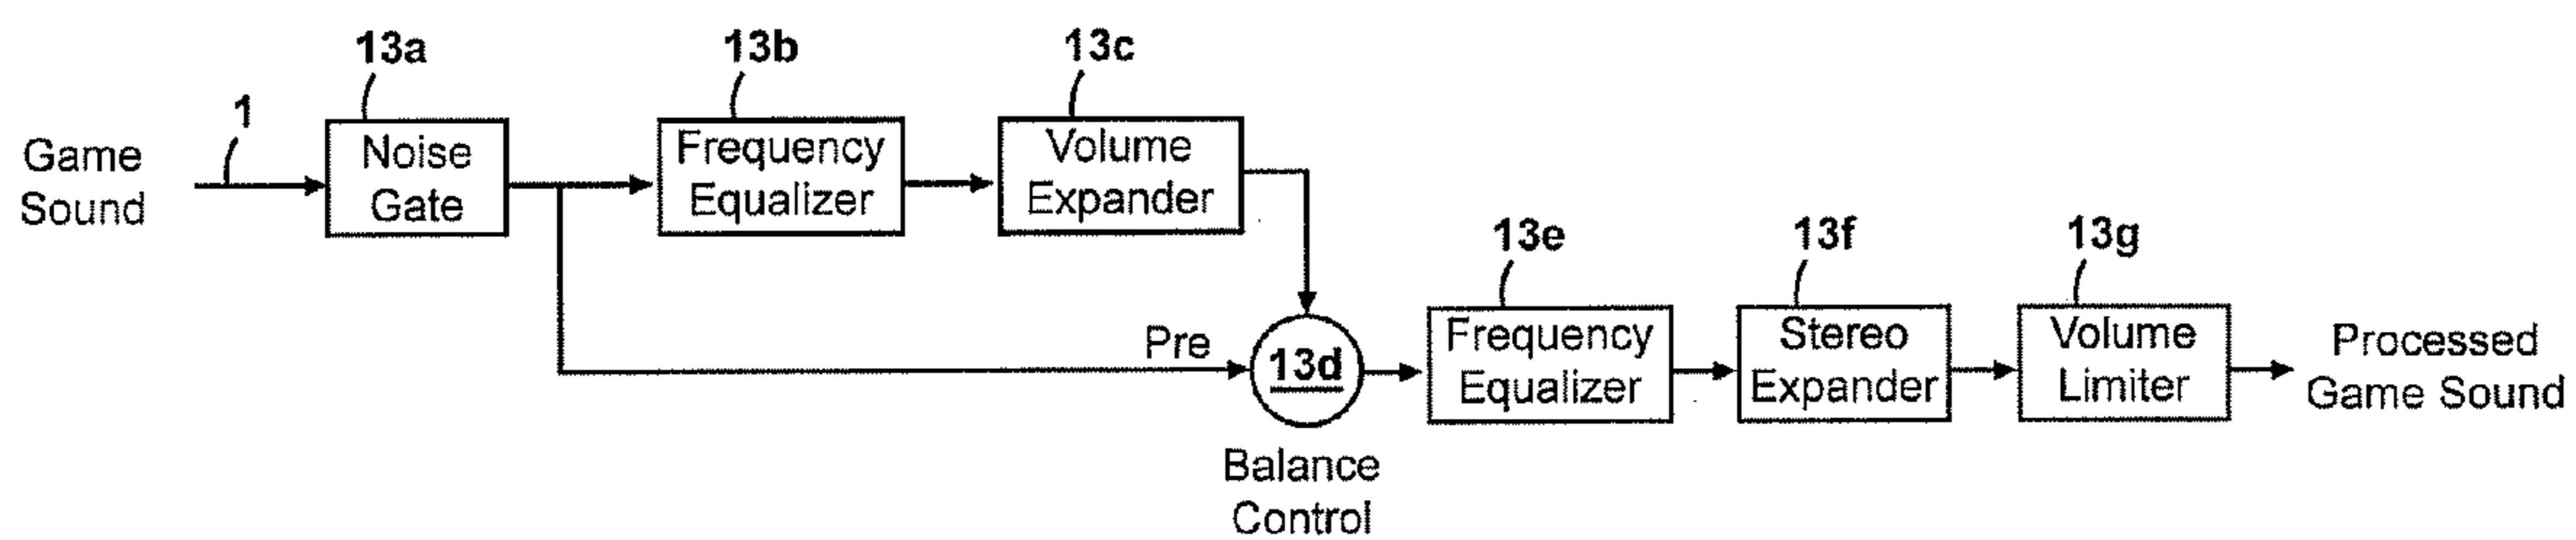 13a
13b
13c
1
Game
Sound
Noise
Gate
Frequency
Equalizer
Volume
Expander
13e
13f
13g
Pre
13d
Balance
Control
Frequency
Equalizer
Stereo
Expander
Volume
Limiter
Processed
Game Sound